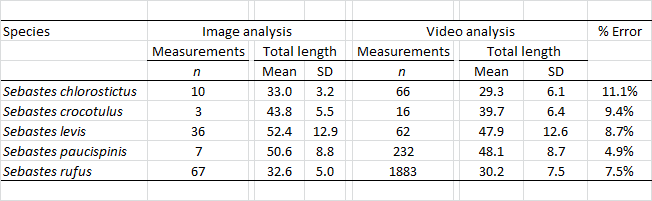 Species Image analysis Video analysis % Error
Measurements Total length Measurements Total length
n Mean SD n Mean SD
Sebastes chlorostictus 10 33.0 3.2 66 29.3 6.1 11.1%
Sebastes crocotulus 3 43.8 5.5 16 39.7 6.4 9.4%
Sebastes levis 36 52.4 12.9 62 47.9 12.6 8.7%
Sebastes paucispinis 7 50.6 8.8 232 48.1 8.7 4.9%
Sebastes rufus 67 32.6 5.0 1883 30.2 7.5 7.5%